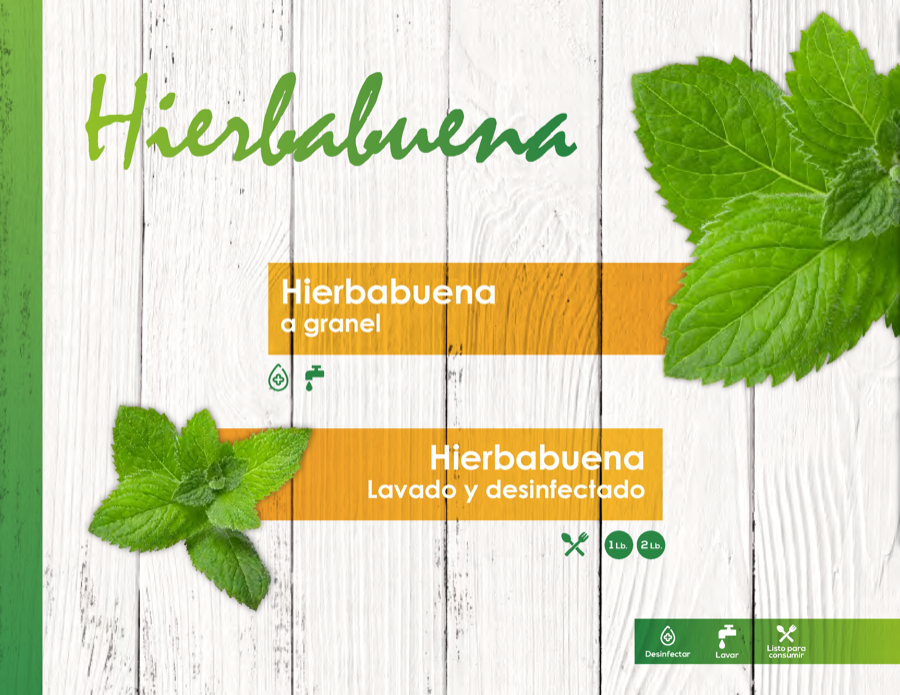 Hierbabuena
Hierbabuena
a granel
Hierbabuena
Lavado y desinfectado
1 Lb. 2 Lb.
Desinfectar
Lavar
Listo para
consumir